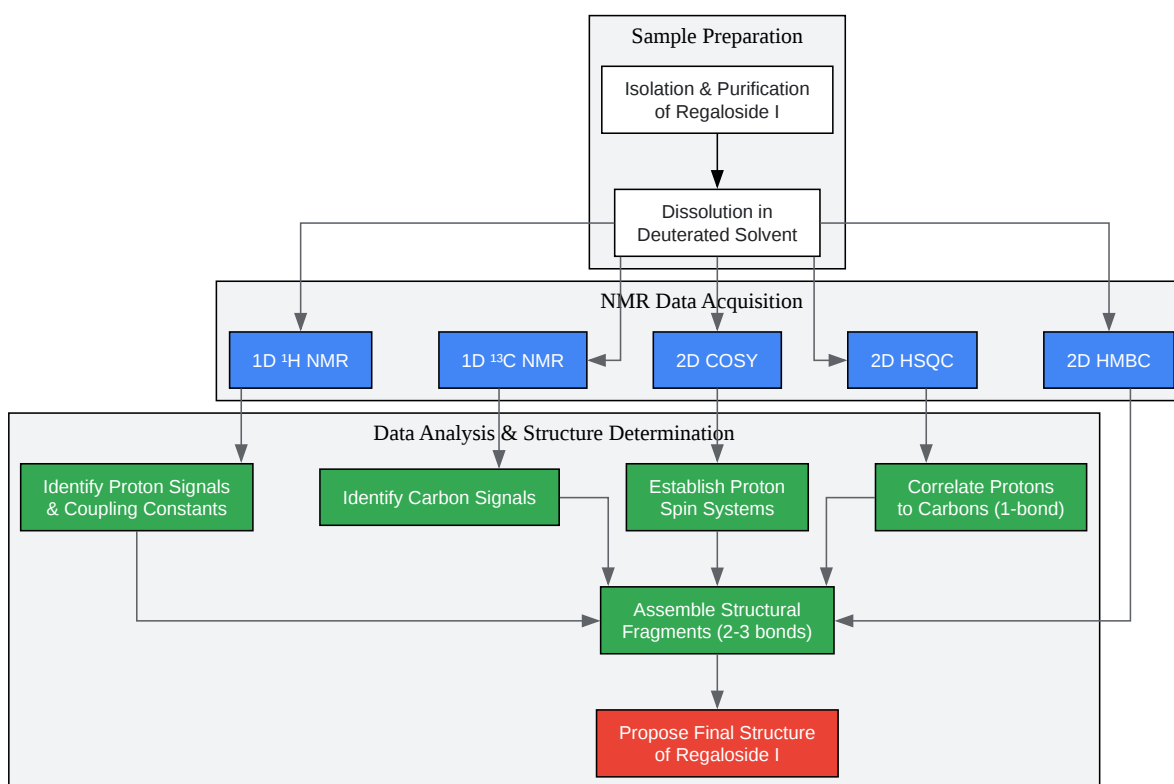 Sample Preparation
Isolation & Purification
of Regaloside I
Dissolution in
Deuterated Solvent
NMR Data Acquisition
1D ¹H NMR
1D ¹³C NMR
2D COSY
2D HSQC
2D HMBC
Data Analysis & Structure Determination
Identify Proton Signals
& Coupling Constants
Identify Carbon Signals
Establish Proton
Spin Systems
Correlate Protons
to Carbons (1-bond)
Assemble Structural
Fragments (2-3 bonds)
Propose Final Structure
of Regaloside I